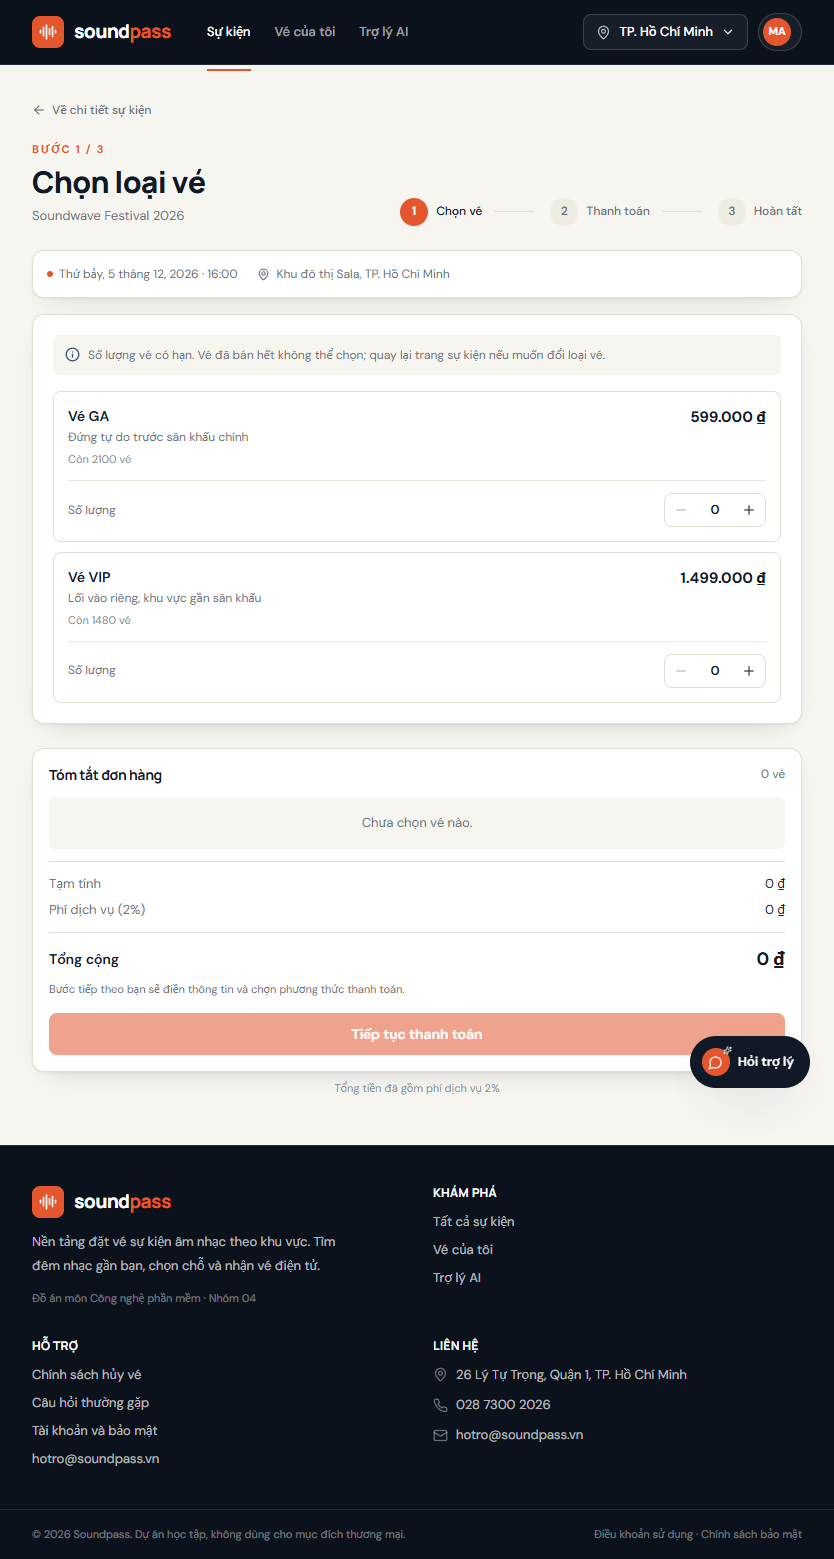 soundpass
Sự kiện
Vé của tôi
Trợ lý AI
TP. Hồ Chí Minh
MA
Về chi tiết sự kiện
BƯỚC 1 / 3
Chọn loại vé
Soundwave Festival 2026
1 Chọn vé
2 Thanh toán
3 Hoàn tất
Thứ bảy, 5 tháng 12, 2026 · 16:00
Khu đô thị Sala, TP. Hồ Chí Minh
Số lượng vé có hạn. Vé đã bán hết không thể chọn; quay lại trang sự kiện nếu muốn đổi loại vé.
Vé GA
599.000 ₫
Đứng tự do trước sân khấu chính
Còn 2100 vé
Số lượng
− 0 +
Vé VIP
1.499.000 ₫
Lối vào riêng, khu vực gần sân khấu
Còn 1480 vé
Số lượng
− 0 +
Tóm tắt đơn hàng
0 vé
Chưa chọn vé nào.
Tạm tính
0 ₫
Phí dịch vụ (2%)
0 ₫
Tổng cộng
0 ₫
Bước tiếp theo bạn sẽ điền thông tin và chọn phương thức thanh toán.
Tiếp tục thanh toán
Hỏi trợ lý
Tổng tiền đã gồm phí dịch vụ 2%
soundpass
Nền tảng đặt vé sự kiện âm nhạc theo khu vực. Tìm
đêm nhạc gần bạn, chọn chỗ và nhận vé điện tử.
Đồ án môn Công nghệ phần mềm · Nhóm 04
KHÁM PHÁ
Tất cả sự kiện
Vé của tôi
Trợ lý AI
HỖ TRỢ
Chính sách hủy vé
Câu hỏi thường gặp
Tài khoản và bảo mật
hotro@soundpass.vn
LIÊN HỆ
26 Lý Tự Trọng, Quận 1, TP. Hồ Chí Minh
028 7300 2026
hotro@soundpass.vn
© 2026 Soundpass. Dự án học tập, không dùng cho mục đích thương mại.
Điều khoản sử dụng · Chính sách bảo mật